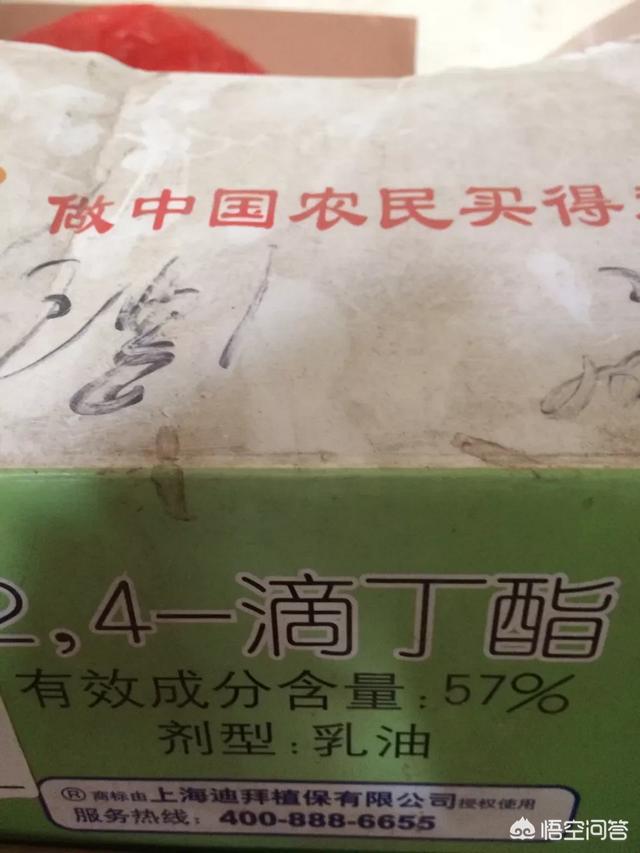 做中国农民买得
2,4-滴丁酯
有效成分含量:57%
剂型:乳油
®商标由上海迪拜植保有限公司授权使用
服务热线: 400-888-6655
悟空问答